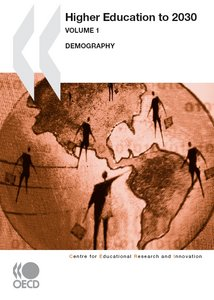 Higher Education to 2030
VOLUME 1
DEMOGRAPHY
Centre for Educational Research and Innovation
OECD